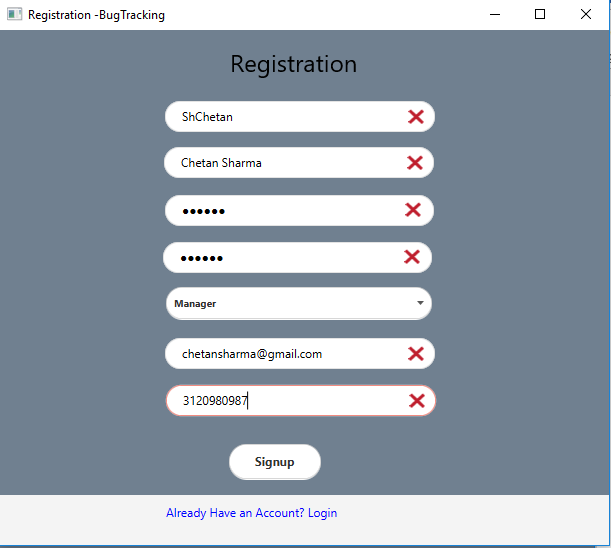 Registration -BugTracking
Registration
ShChetan
Chetan Sharma
••••••
••••••
Manager
chetansharma@gmail.com
3120980987
Signup
Already Have an Account? Login